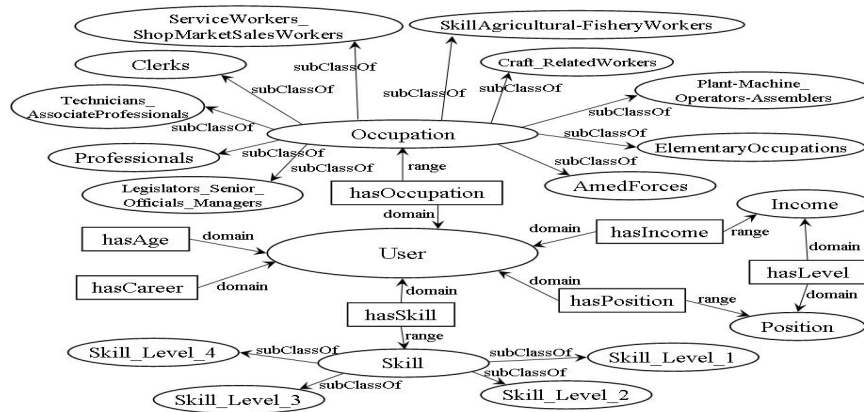 ServiceWorkers_
ShopMarketSalesWorkers
SkillAgricultural-FisheryWorkers
Clerks
subClassOf
subClassOf
subClassOf
Craft_RelatedWorkers
subClassOf
Plant-Machine_
Operators-Assemblers
Technicians_
AssociateProfessionals
subClassOf
subClassOf
Occupation
subClassOf
ElementaryOccupations
Professionals
subClassOf
subClassOf
range
subClassOf
AmedForces
Legislators_Senior_
Officials_Managers
hasOccupation
domain
Income
hasAge
domain
User
domain
hasIncome
range
domain
hasCareer
domain
domain
domain
hasPosition
range
hasLevel
domain
hasSkill
range
Position
Skill_Level_4
subClassOf
Skill
subClassOf
Skill_Level_1
Skill_Level_3
subClassOf
subClassOf
Skill_Level_2